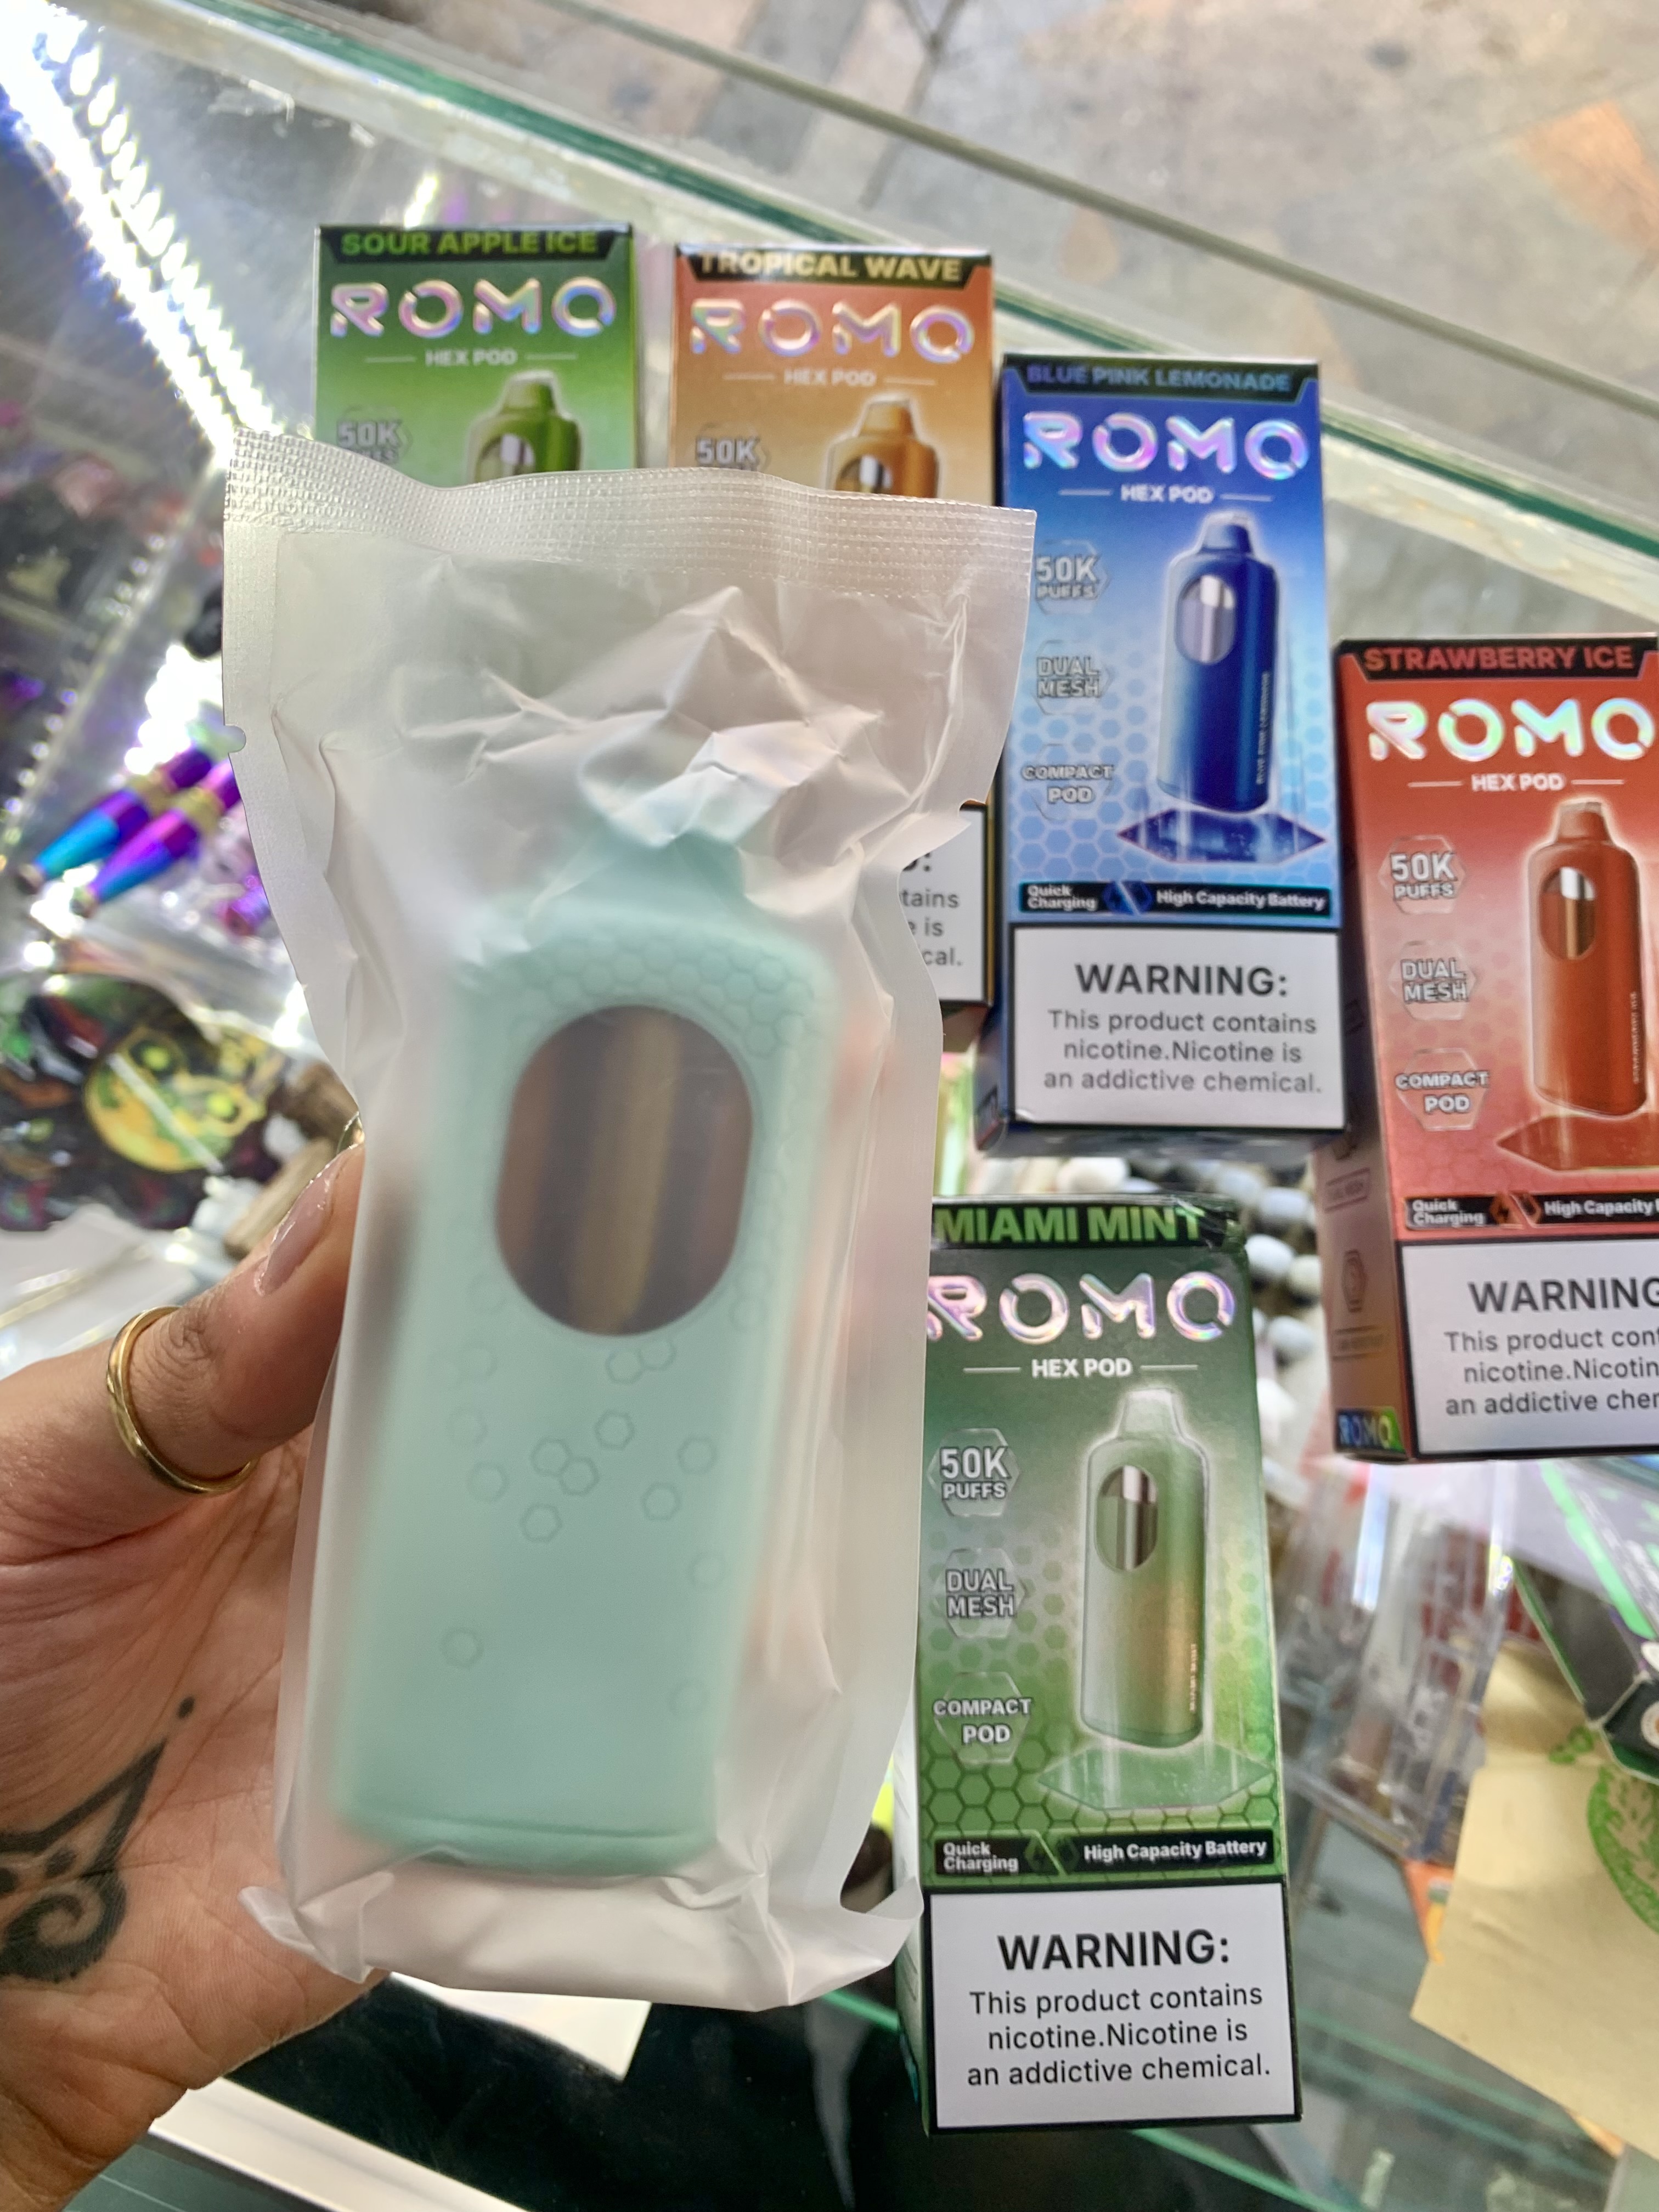 SOUR APPLE ICE
ROMO
HEX POD
50K
TROPICAL WAVE
ROMO
HEX POD
50K
BLUE PINK LEMONADE
ROMO
HEX POD
50K
PUFFS
DUAL
MESH
COMPACT
POD
Quick
Charging
High Capacity Battery
WARNING:
This product contains
nicotine.Nicotine is
an addictive chemical.
tains
is
cal.
STRAWBERRY ICE
ROMO
HEX POD
50K
PUFFS
DUAL
MESH
COMPACT
POD
Quick
Charging
High Capacity
WARNING
This product con
nicotine.Nicotin
an addictive che
ROMO
MIAMI MINT
ROMO
HEX POD
50K
PUFFS
DUAL
MESH
COMPACT
POD
Quick
Charging
High Capacity Battery
WARNING:
This product contains
nicotine.Nicotine is
an addictive chemical.